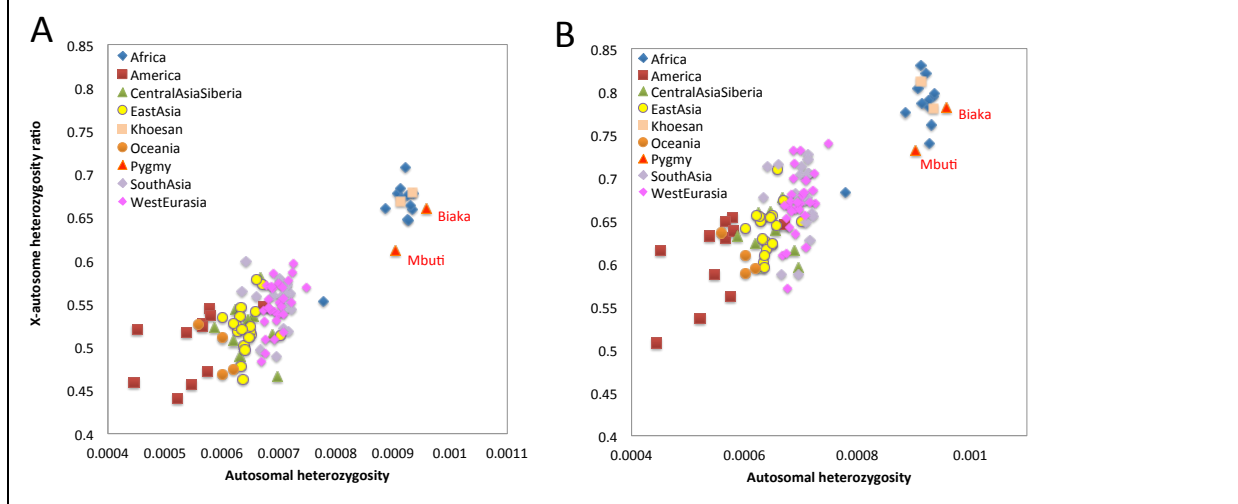 A
X-autosome heterozygosity ratio
0.85
0.8
0.75
0.7
0.65
0.6
0.55
0.5
0.45
0.4
Africa
America
CentralAsiaSiberia
EastAsia
Khoesan
Oceania
Pygmy
SouthAsia
WestEurasia
Biaka
Mbuti
0.0004 0.0005 0.0006 0.0007 0.0008 0.0009 0.001 0.0011
Autosomal heterozygosity
B
0.85
0.8
0.75
0.7
0.65
0.6
0.55
0.5
0.45
0.4
Africa
America
CentralAsiaSiberia
EastAsia
Khoesan
Oceania
Pygmy
SouthAsia
WestEurasia
Biaka
Mbuti
0.0004 0.0006 0.0008 0.001
Autosomal heterozygosity